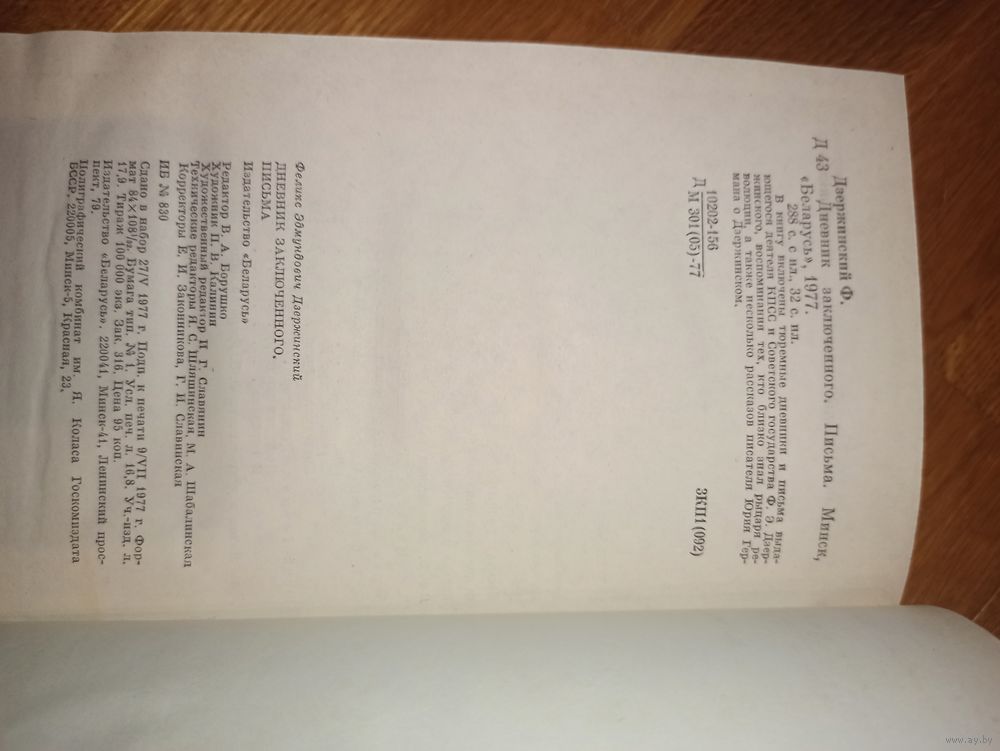 Дзержинский Ф.
Д 43 Дневник заключенного. Письма. Минск,
«Беларусь», 1977.
288 с. с ил., 32 с. ил.
В книгу включены тюремные дневники и письма выда-
ющегося деятеля КПСС и Советского государства Ф. Э. Дзер-
жинского, воспоминания тех, кто близко знал рыцаря ре-
волюции, а также несколько рассказов писателя Юрия Гер-
мана о Дзержинском.
10202-156
Д М 301(05)-77
3КП1(092)
Феликс Эдмундович Дзержинский
ДНЕВНИК ЗАКЛЮЧЕННОГО.
ПИСЬМА
Издательство «Беларусь»
Редактор В. А. Борушко
Художник П. В. Калинин
Художественный редактор И. Г. Славянин
Технические редакторы Я. С. Шляшинская, М. А. Шабалинская
Корректоры Е. И. Законникова, Г. И. Славинская
ИБ № 830
Сдано в набор 27/V 1977 г. Подп. к печати 9/VII 1977 г. Фор-
мат 84×108¹/₃₂. Бумага тип. № 1. Усл. печ. л. 16,8. Уч.-изд. л.
17,9. Тираж 100 000 экз. Зак. 316. Цена 95 коп.
Издательство «Беларусь». 220041, Минск-41, Ленинский прос-
пект, 79.
Полиграфический комбинат им. Я. Коласа Госкомиздата
БССР. 220005, Минск-5, Красная, 23.
www.ay.by